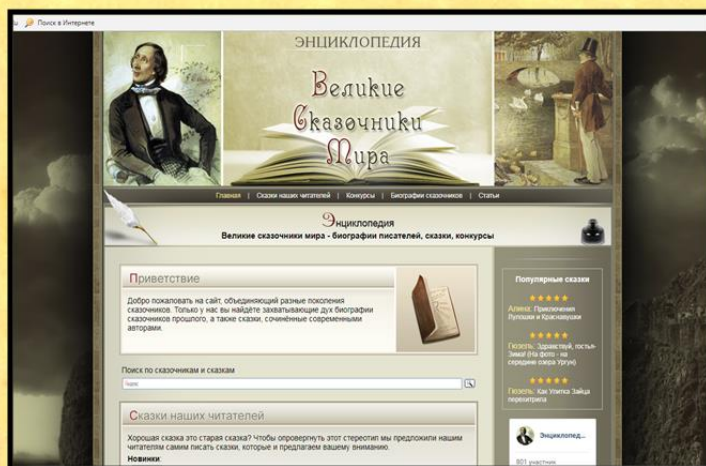 Поиск в Интернете
ЭНЦИКЛОПЕДИЯ
Великие
Сказочники
Мира
Главная | Сказки наших читателей | Конкурсы | Биографии сказочников | Статьи
Энциклопедия
Великие сказочники мира - биографии писателей, сказки, конкурсы
Приветствие
Добро пожаловать на сайт, объединяющий разные поколения
сказочников. Только у нас вы найдёте захватывающие дух биографии
сказочников прошлого, а также сказки, сочинённые современными
авторами.
Поиск по сказочникам и сказкам
Сказки наших читателей
Хорошая сказка это старая сказка? Чтобы опровергнуть этот стереотип мы предложили нашим
читателям самим писать сказки, которые и предлагаем вашему вниманию.
Новинки:
Популярные сказки
Алина: Приключения
Лупошки и Краснавушки
Гюзель: Здравствуй, гостья-
Зима! (На фото - на
середине озера Ургун)
Гюзель: Как Улитка Зайца
перехитрила
Энциклопед...
801 участник